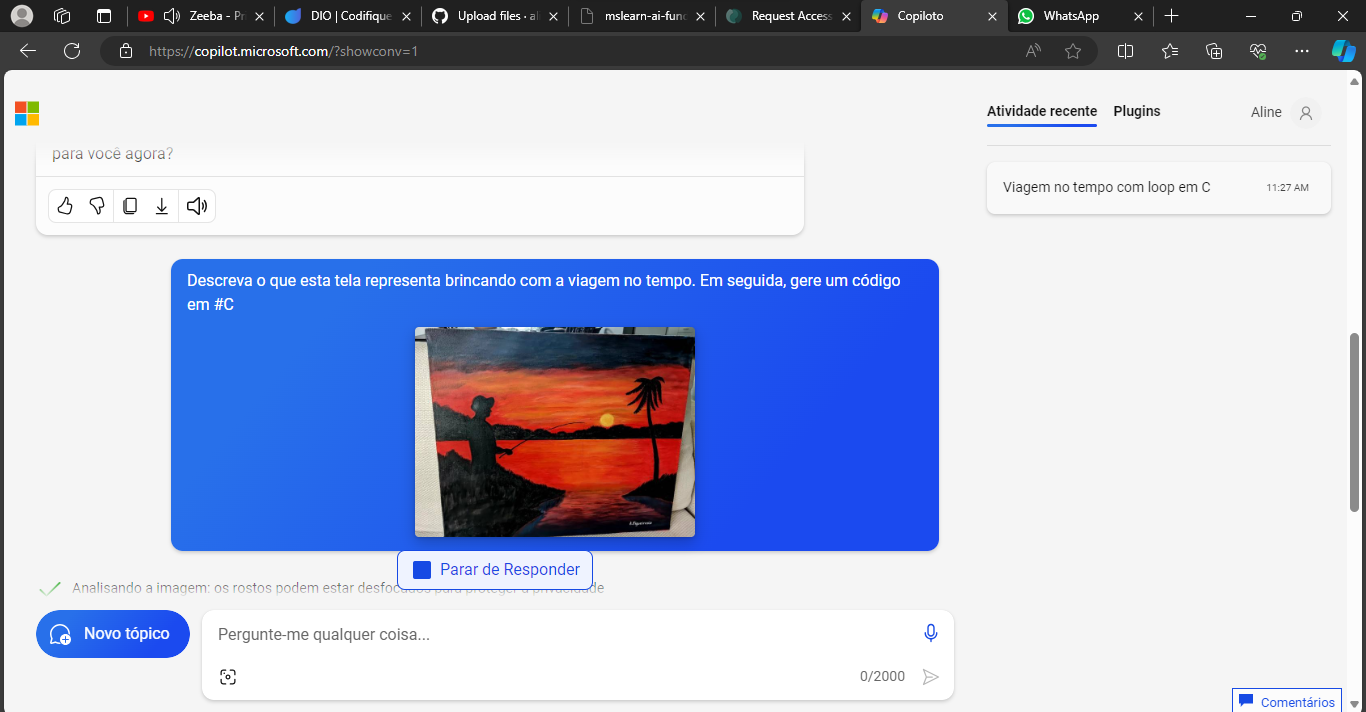 Zeeba - Pr
DIO | Codifique
Upload files · ali
mslearn-ai-fund
Request Access
Copiloto
WhatsApp
https://copilot.microsoft.com/?showconv=1
Atividade recente
Plugins
Aline
para você agora?
Viagem no tempo com loop em C
11:27 AM
Descreva o que esta tela representa brincando com a viagem no tempo. Em seguida, gere um código
em #C
Parar de Responder
Analisando a imagem: os rostos podem estar desfocados para proteger a privacidade
Novo tópico
Pergunte-me qualquer coisa...
0/2000
Comentários